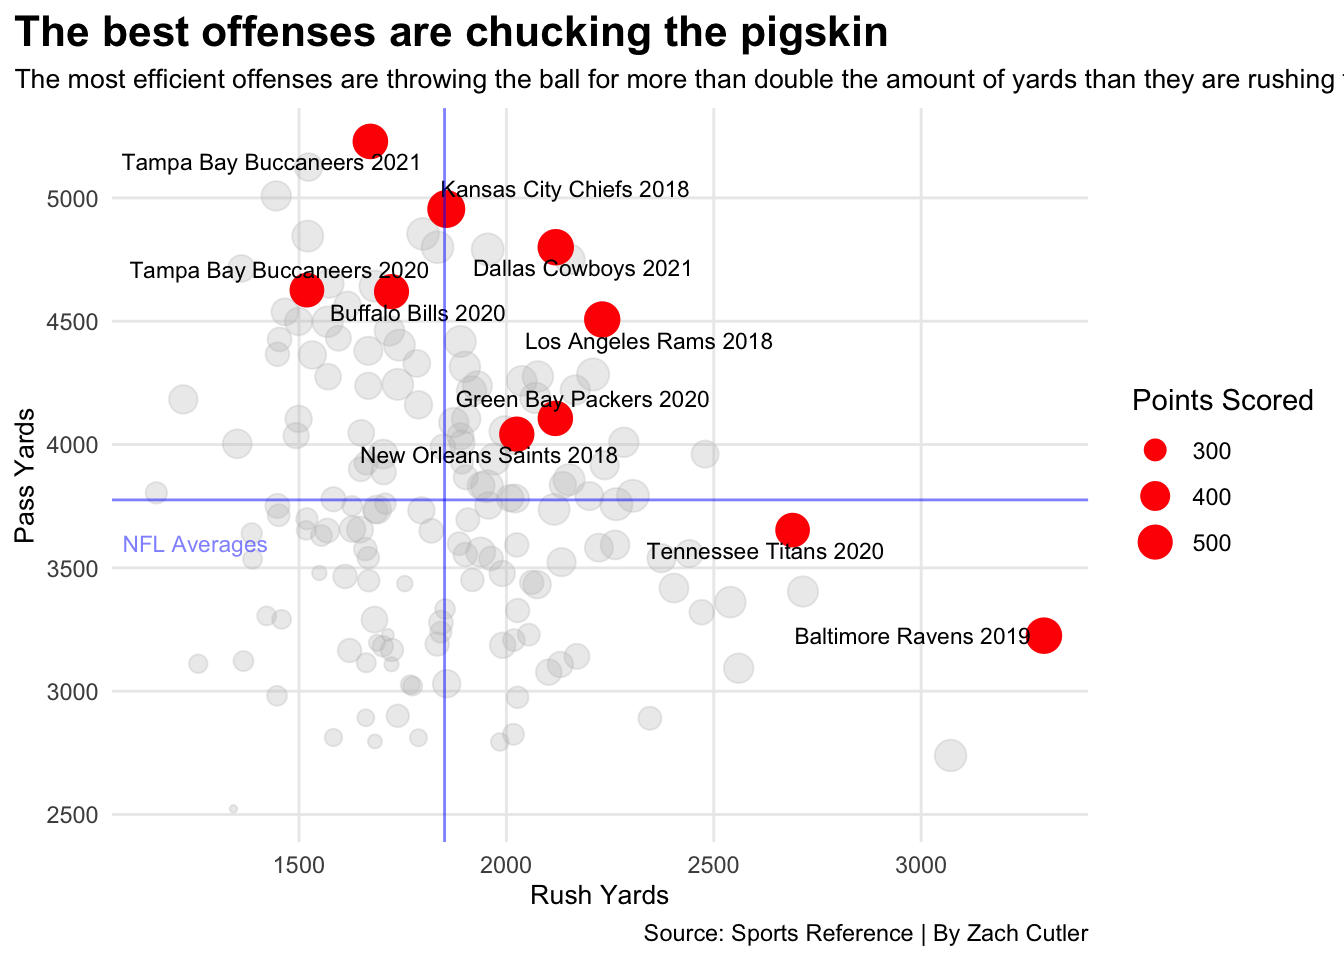 The best offenses are chucking the pigskin
The most efficient offenses are throwing the ball for more than double the amount of yards than they are rushing
Tampa Bay Buccaneers 2021
Kansas City Chiefs 2018
Dallas Cowboys 2021
Tampa Bay Buccaneers 2020
Buffalo Bills 2020
Los Angeles Rams 2018
Green Bay Packers 2020
New Orleans Saints 2018
NFL Averages
Tennessee Titans 2020
Baltimore Ravens 2019
Pass Yards
5000
4500
4000
3500
3000
2500
1500
2000
2500
3000
Rush Yards
Points Scored
300
400
500
Source: Sports Reference | By Zach Cutler